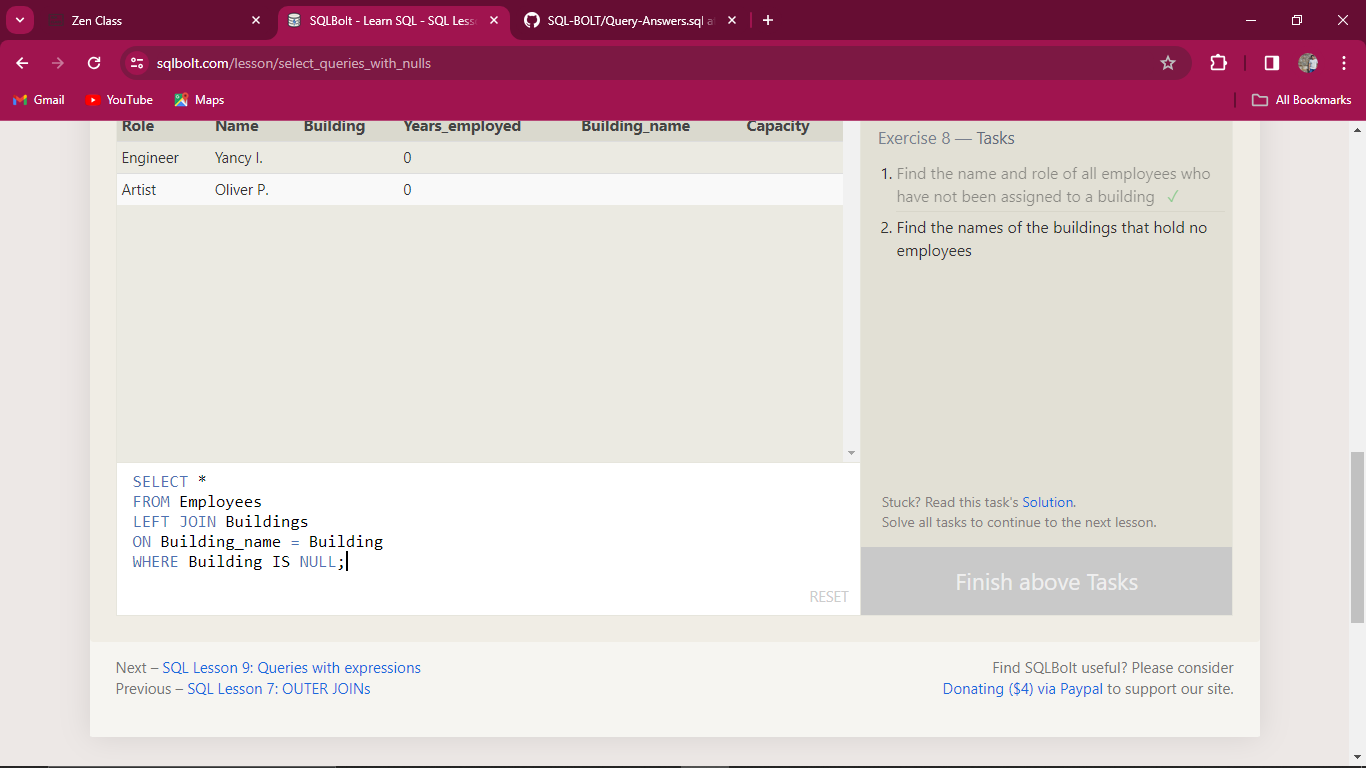 Zen Class
SQLBolt - Learn SQL - SQL Less
SQL-BOLT/Query-Answers.sql a
sqlbolt.com/lesson/select_queries_with_nulls
Gmail YouTube Maps All Bookmarks
Role Name Building Years_employed Building_name Capacity
Engineer Yancy I. 0
Artist Oliver P. 0
Exercise 8 — Tasks
1. Find the name and role of all employees who
have not been assigned to a building ✓
2. Find the names of the buildings that hold no
employees
Stuck? Read this task's Solution.
Solve all tasks to continue to the next lesson.
Finish above Tasks
SELECT *
FROM Employees
LEFT JOIN Buildings
ON Building_name = Building
WHERE Building IS NULL;
RESET
Next – SQL Lesson 9: Queries with expressions
Previous – SQL Lesson 7: OUTER JOINs
Find SQLBolt useful? Please consider
Donating ($4) via Paypal to support our site.